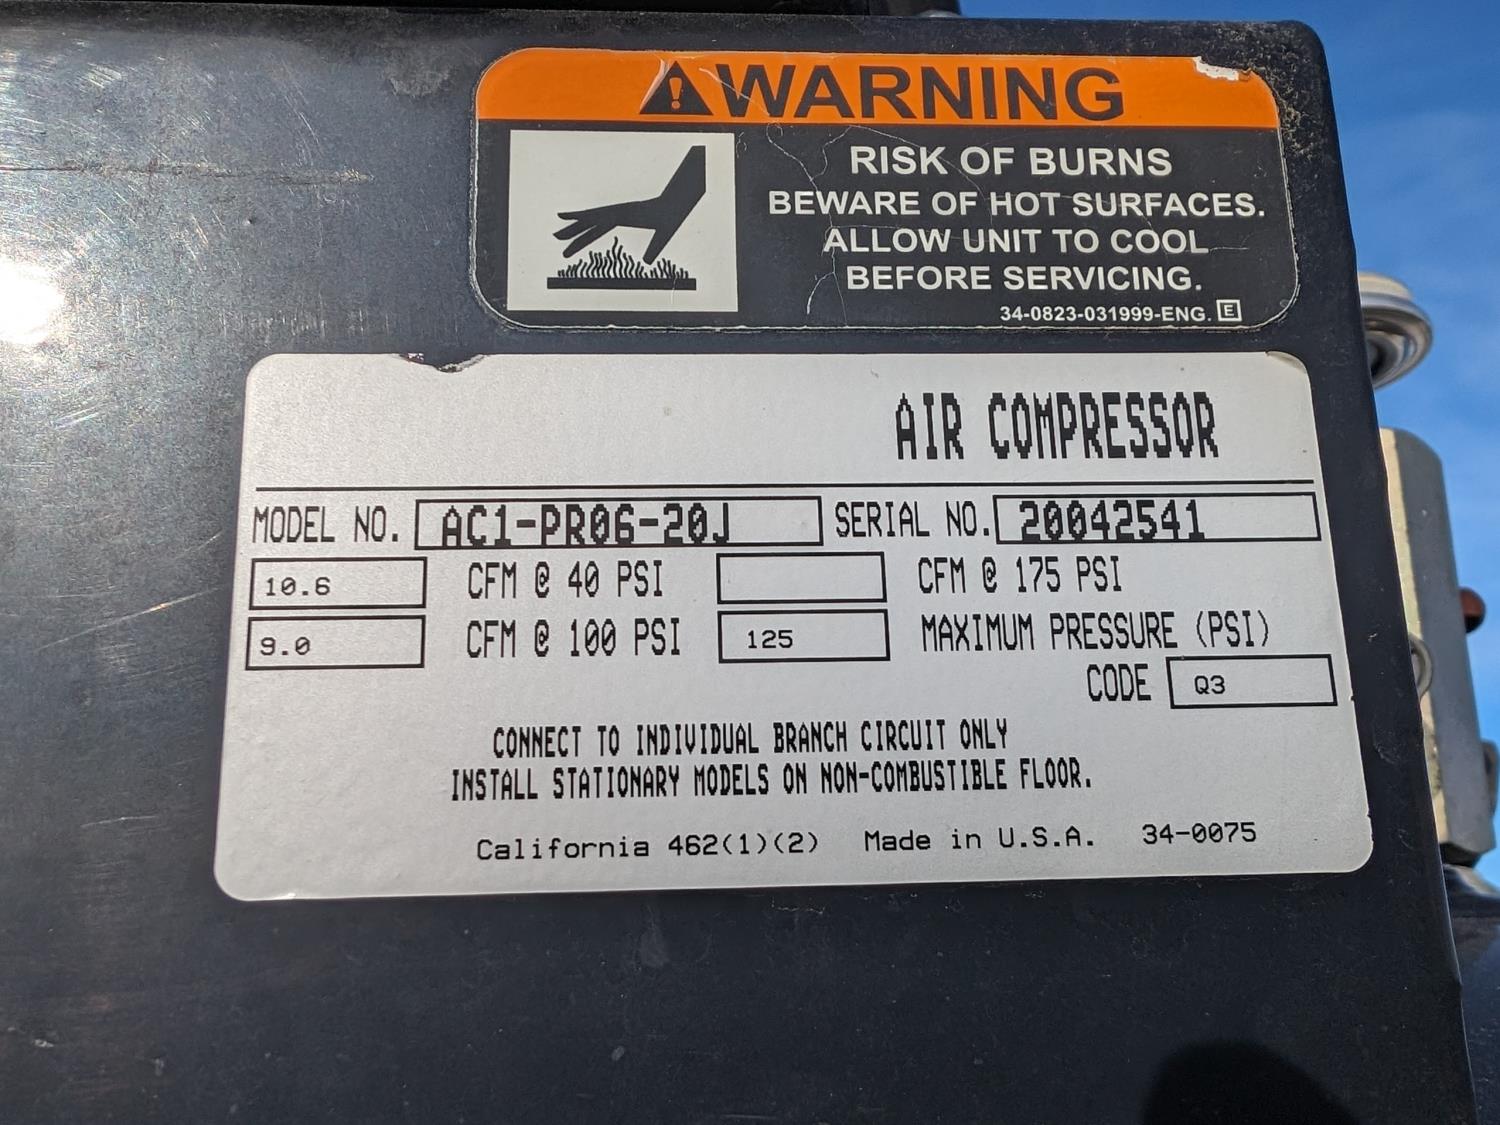 WARNING
RISK OF BURNS
BEWARE OF HOT SURFACES.
ALLOW UNIT TO COOL
BEFORE SERVICING.
34-0823-031999-ENG. E
AIR COMPRESSOR
MODEL NO. AC1-PR06-20J SERIAL NO. 20042541
10.6 CFM @ 40 PSI CFM @ 175 PSI
9.0 CFM @ 100 PSI 125 MAXIMUM PRESSURE (PSI)
CODE Q3
CONNECT TO INDIVIDUAL BRANCH CIRCUIT ONLY
INSTALL STATIONARY MODELS ON NON-COMBUSTIBLE FLOOR.
California 462(1)(2) Made in U.S.A. 34-0075